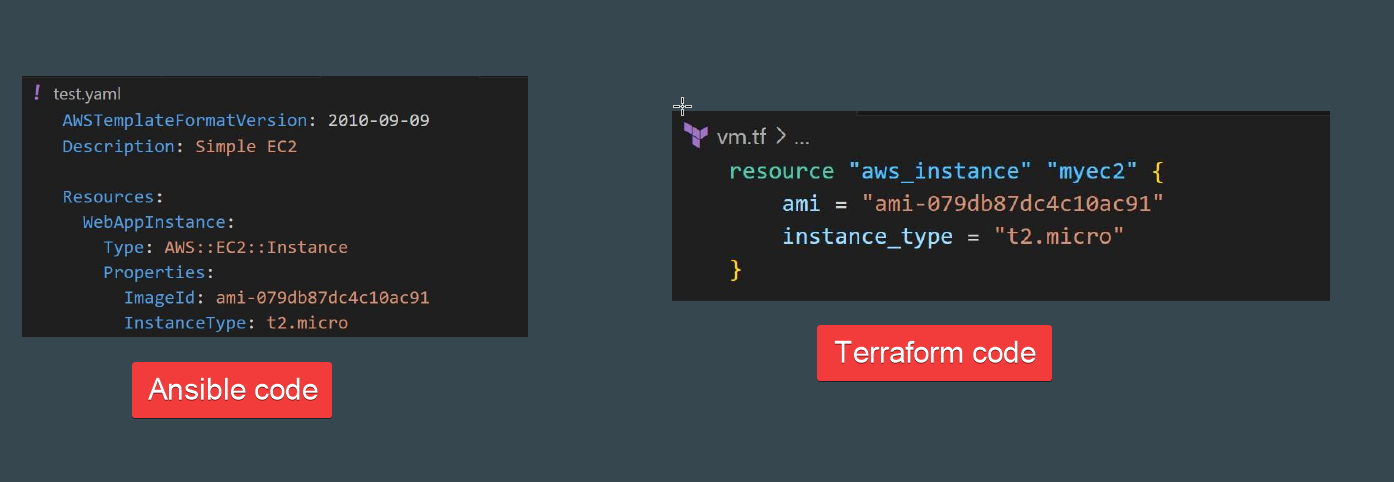 ! test.yaml
AWSTemplateFormatVersion: 2010-09-09
Description: Simple EC2
Resources:
WebAppInstance:
Type: AWS::EC2::Instance
Properties:
ImageId: ami-079db87dc4c10ac91
InstanceType: t2.micro
Ansible code
vm.tf > ...
resource "aws_instance" "myec2" {
ami = "ami-079db87dc4c10ac91"
instance_type = "t2.micro"
}
Terraform code